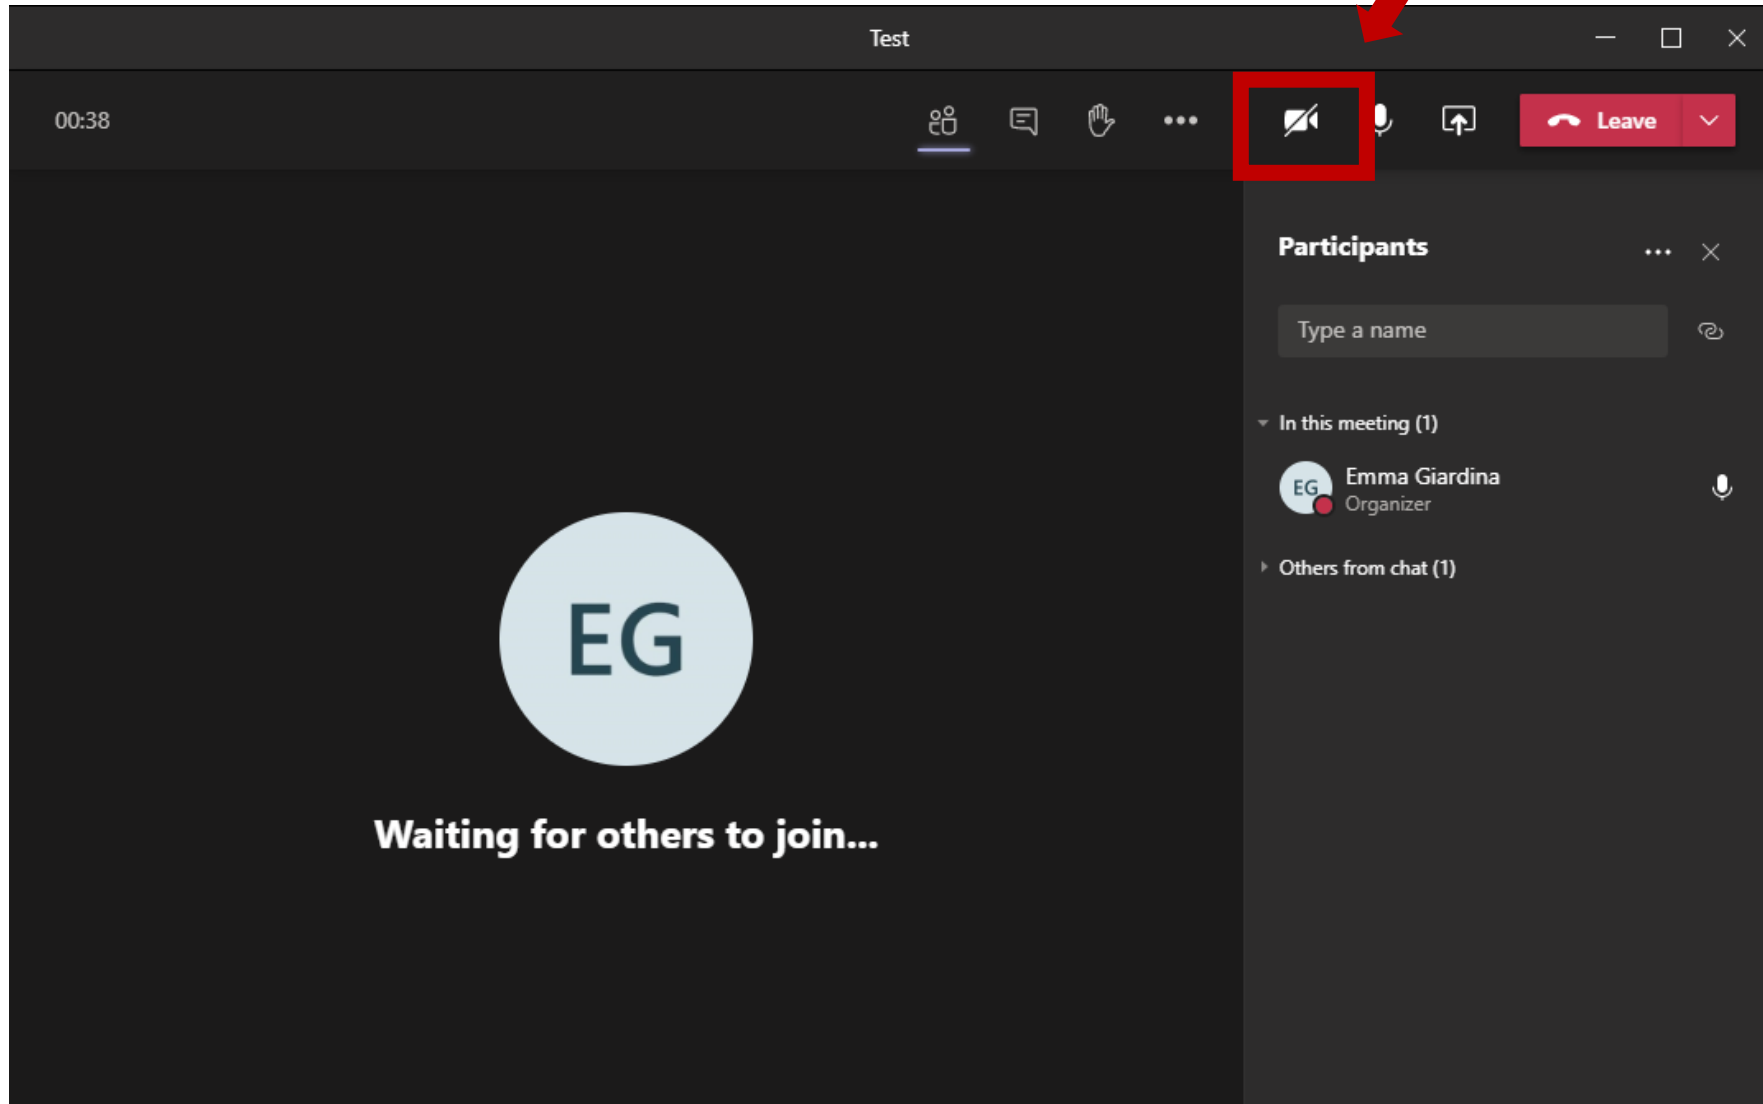 Test
00:38
Leave
Participants
Type a name
In this meeting (1)
EG
Emma Giardina
Organizer
Others from chat (1)
EG
Waiting for others to join...